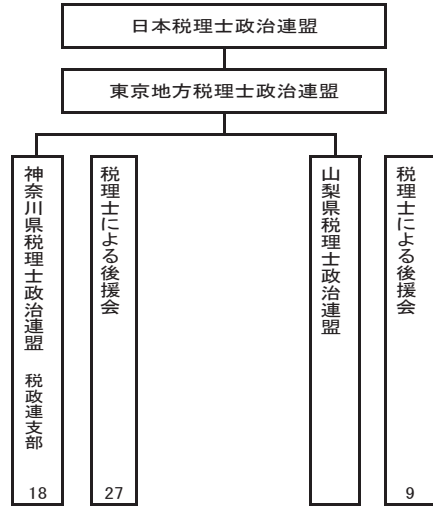 日本税理士政治連盟
東京地方税理士政治連盟
神奈川県税理士政治連盟　税政連支部
18
税理士による後援会
27
山梨県税理士政治連盟
税理士による後援会
9